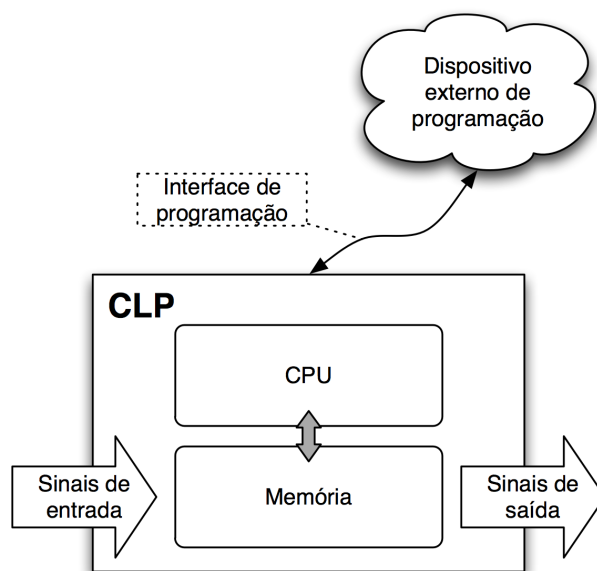 Dispositivo
externo de
programação
Interface de
programação
CLP
CPU
Sinais de
entrada
Memória
Sinais de
saída